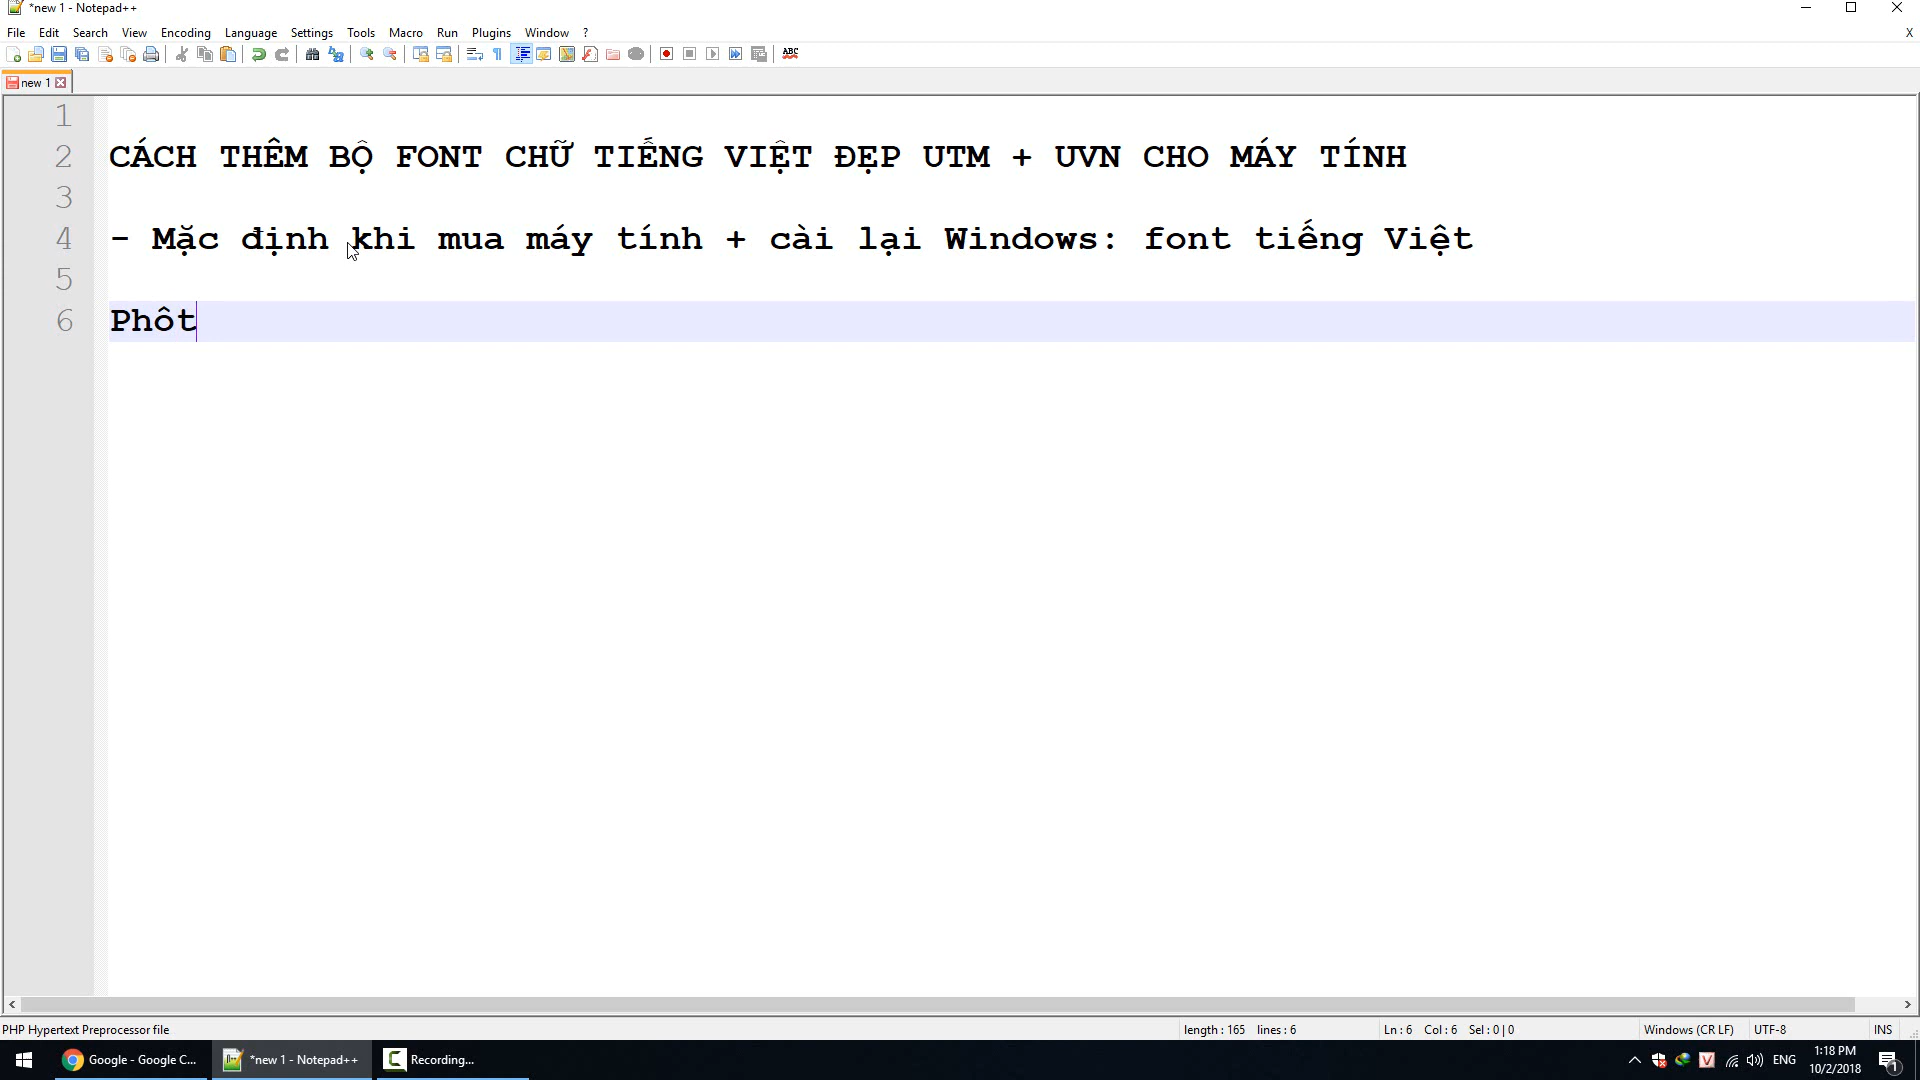 *new 1 - Notepad++
File Edit Search View Encoding Language Settings Tools Macro Run Plugins Window ? X
ABC
new 1
1
2 CÁCH THÊM BỘ FONT CHỮ TIẾNG VIỆT ĐẸP UTM + UVN CHO MÁY TÍNH
3
4 - Mặc định khi mua máy tính + cài lại Windows: font tiếng Việt
5
6 Phôt
PHP Hypertext Preprocessor file length : 165 lines : 6 Ln : 6 Col : 6 Sel : 0 | 0 Windows (CR LF) UTF-8 INS
Google - Google C... *new 1 - Notepad++ Recording... V ENG 1:18 PM
10/2/2018 1